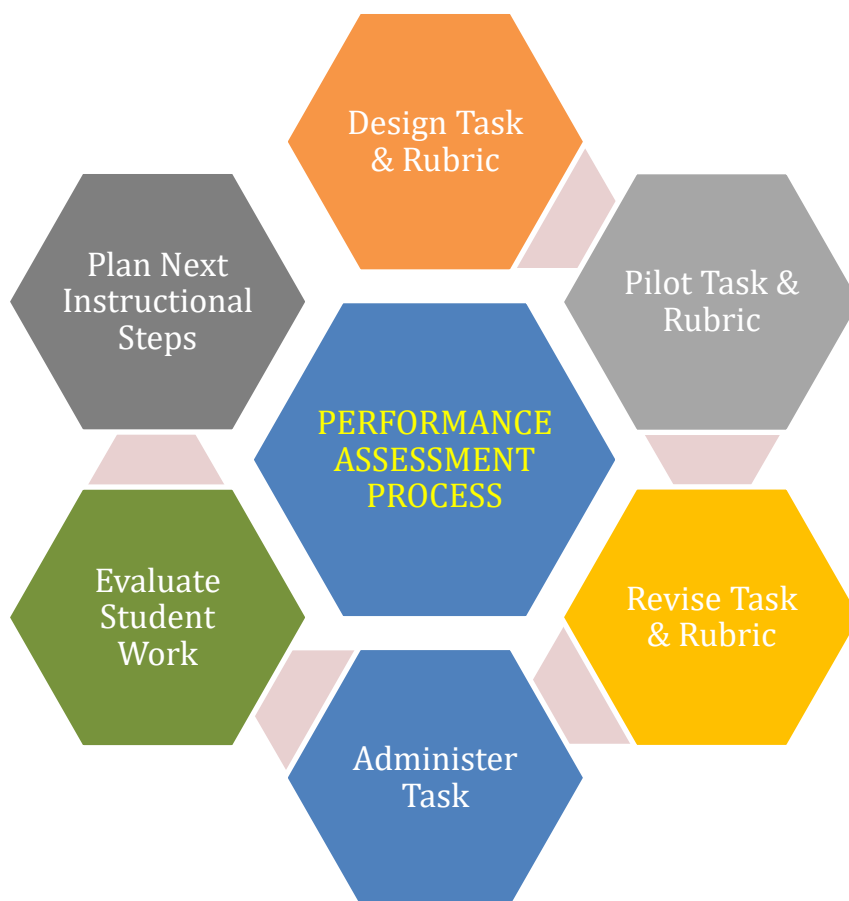 Design Task
& Rubric
Pilot Task &
Rubric
Revise Task
& Rubric
Administer
Task
Evaluate
Student
Work
Plan Next
Instructional
Steps
PERFORMANCE
ASSESSMENT
PROCESS